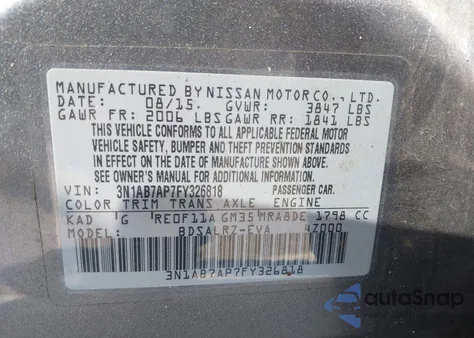 MANUFACTURED BY NISSAN MOTOR CO., LTD.
DATE: 08/15. GVWR: 3847 LBS
GAWR FR: 2006 LBS GAWR RR: 1841 LBS
THIS VEHICLE CONFORMS TO ALL APPLICABLE FEDERAL MOTOR
VEHICLE SAFETY, BUMPER AND THEFT PREVENTION STANDARDS
IN EFFECT ON THE DATE OF MANUFACTURE SHOWN ABOVE.
SEE OWNER'S MANUAL FOR ADDITIONAL INFORMATION.
VIN: 3N1AB7AP7FY326818 PASSENGER CAR.
COLOR TRIM TRANS AXLE ENGINE
KAD G RE0F11A GM35 MRA8DE 1798 CC
MODEL: BDSALRZ-EVA 4Z000
3N1AB7AP7FY326818
autoSnap